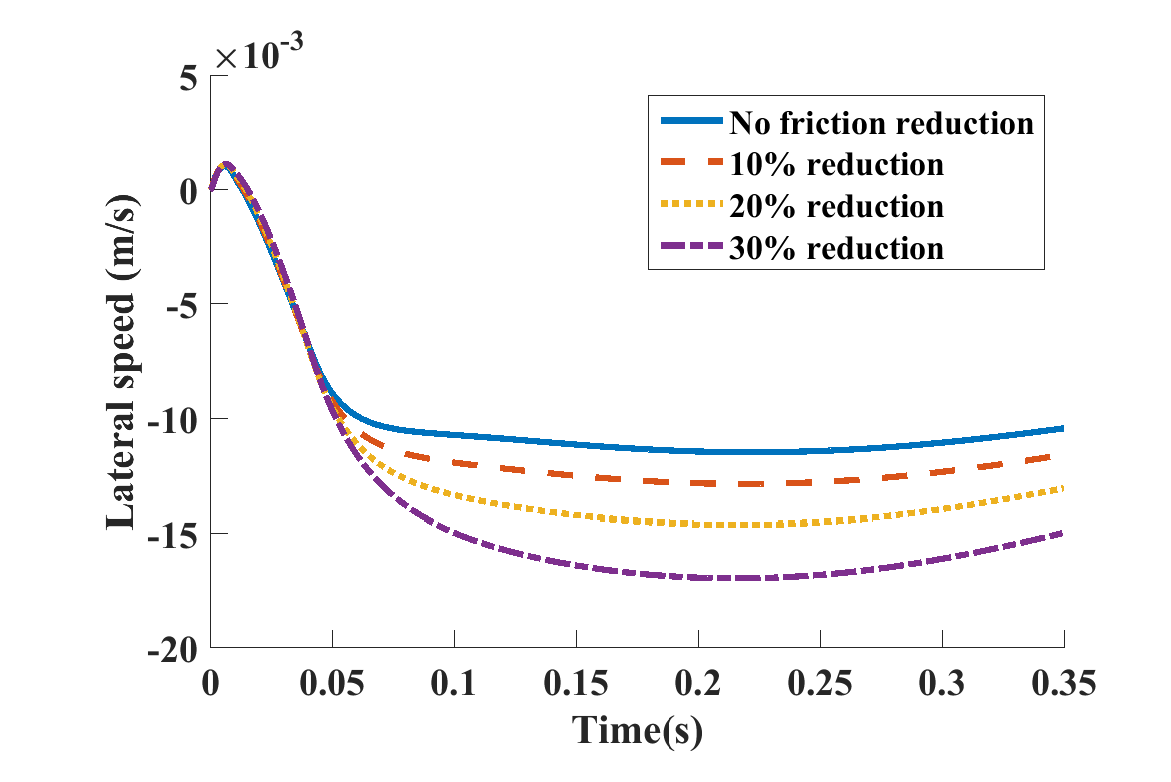 ×10-3
5
0
-5
-10
-15
-20
0 0.05 0.1 0.15 0.2 0.25 0.3 0.35
Time(s)
Lateral speed (m/s)
No friction reduction
10% reduction
20% reduction
30% reduction